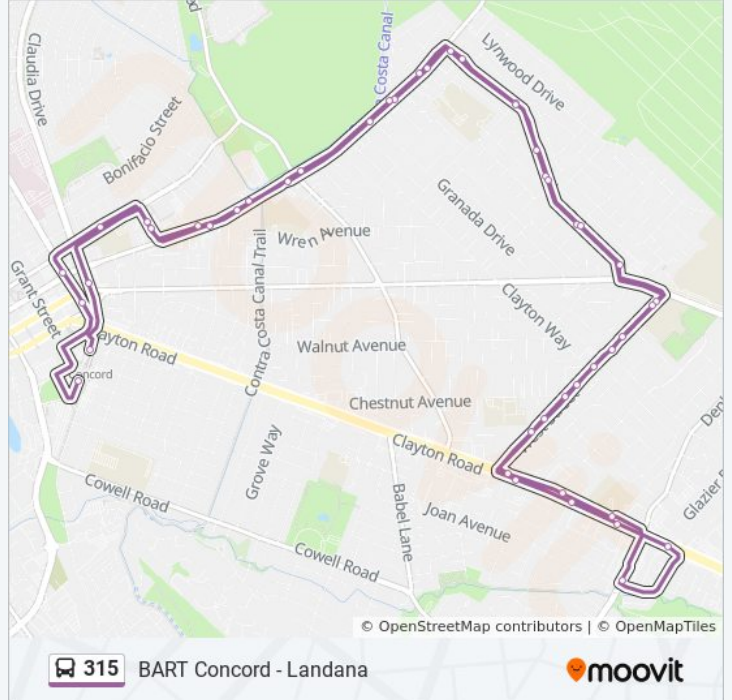 Claudia Drive
Costa Canal
Lynwood Drive
Bonifacio Street
Granada Drive
Wren Avenue
Grant Street
Contra Costa Canal Trail
Clayton Way
Walnut Avenue
ayton Road
oncord
Chestnut Avenue
Clayton Road
Grove Way
Cowell Road
Babel Lane
Joan Avenue
Glazier
Cowell Road
© OpenStreetMap contributors | © OpenMapTiles
315 BART Concord - Landana
moovit